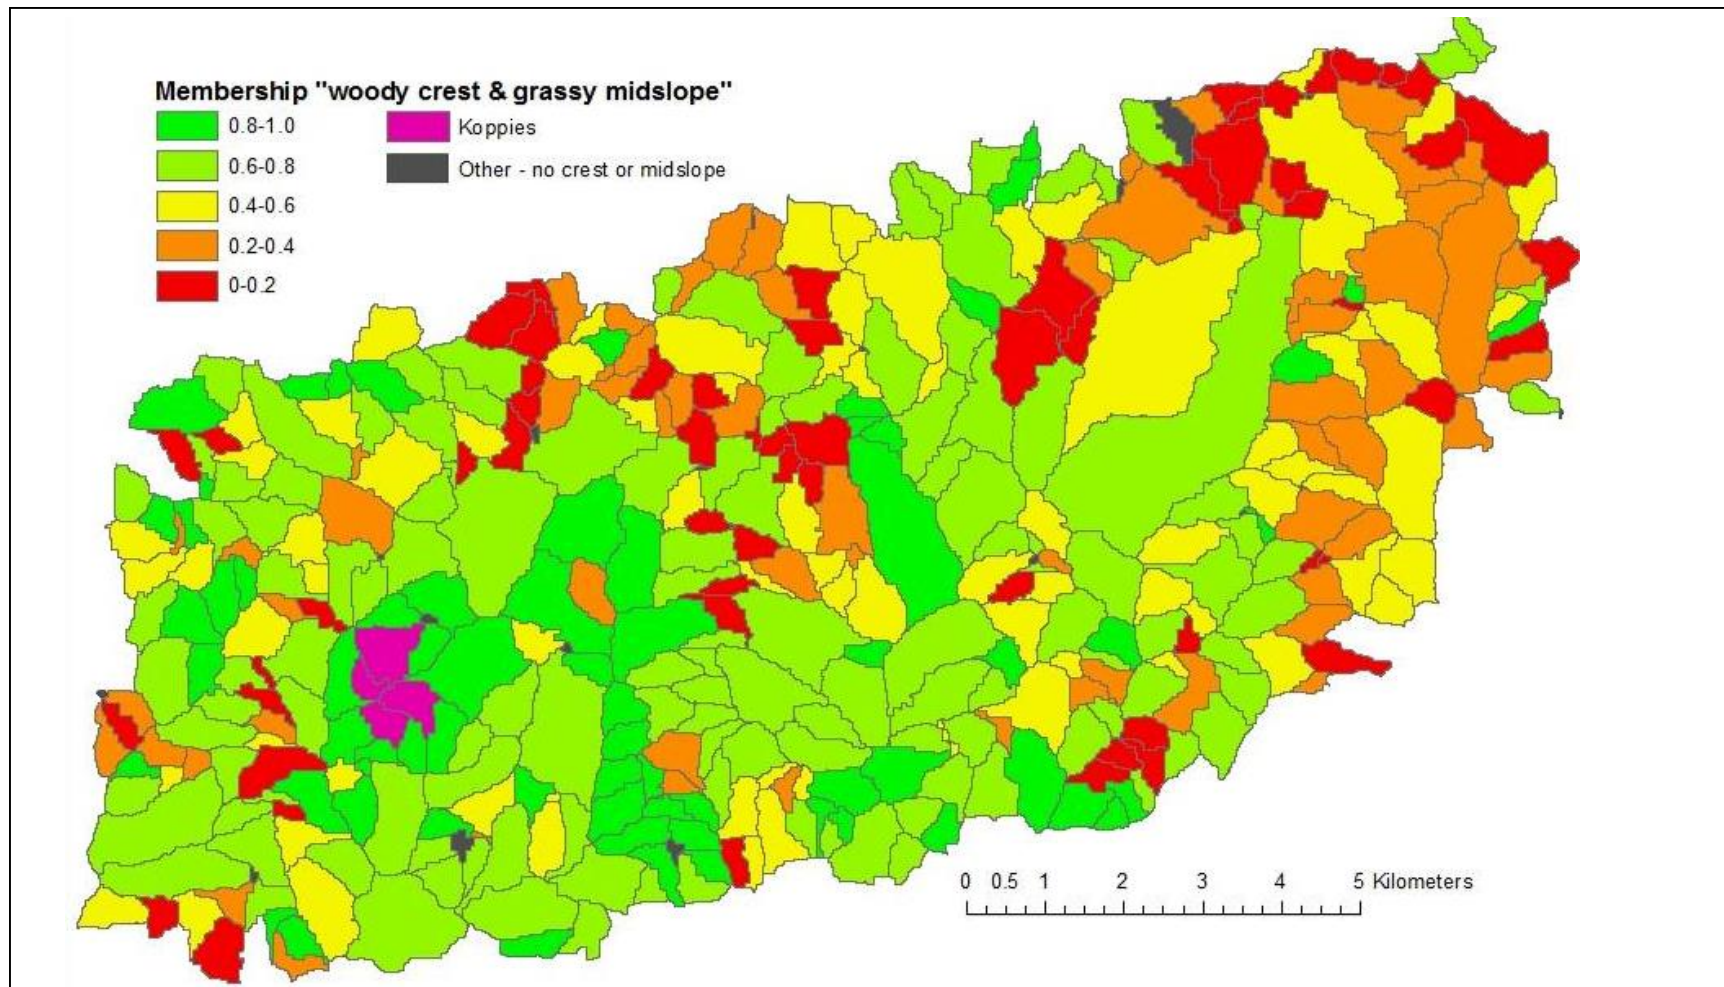 Membership "woody crest & grassy midslope"
0.8-1.0
0.6-0.8
0.4-0.6
0.2-0.4
0-0.2
Koppies
Other - no crest or midslope
0 0.5 1 2 3 4 5 Kilometers